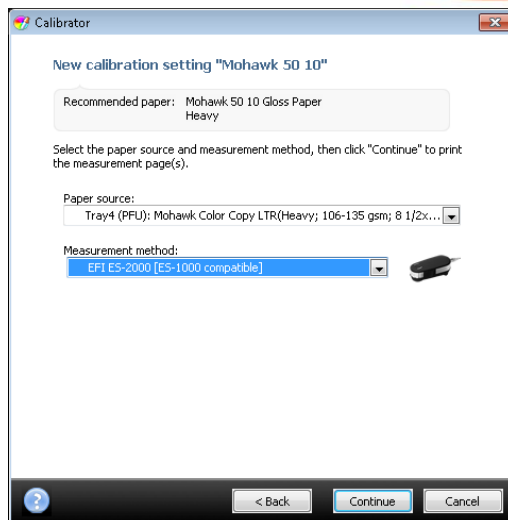 Calibrator
New calibration setting "Mohawk 50 10"
Recommended paper: Mohawk 50 10 Gloss Paper
Heavy
Select the paper source and measurement method, then click "Continue" to print
the measurement page(s).
Paper source:
Tray4 (PFU): Mohawk Color Copy LTR(Heavy; 106-135 gsm; 8 1/2x...
Measurement method:
EFI ES-2000 [ES-1000 compatible]
?
< Back Continue Cancel